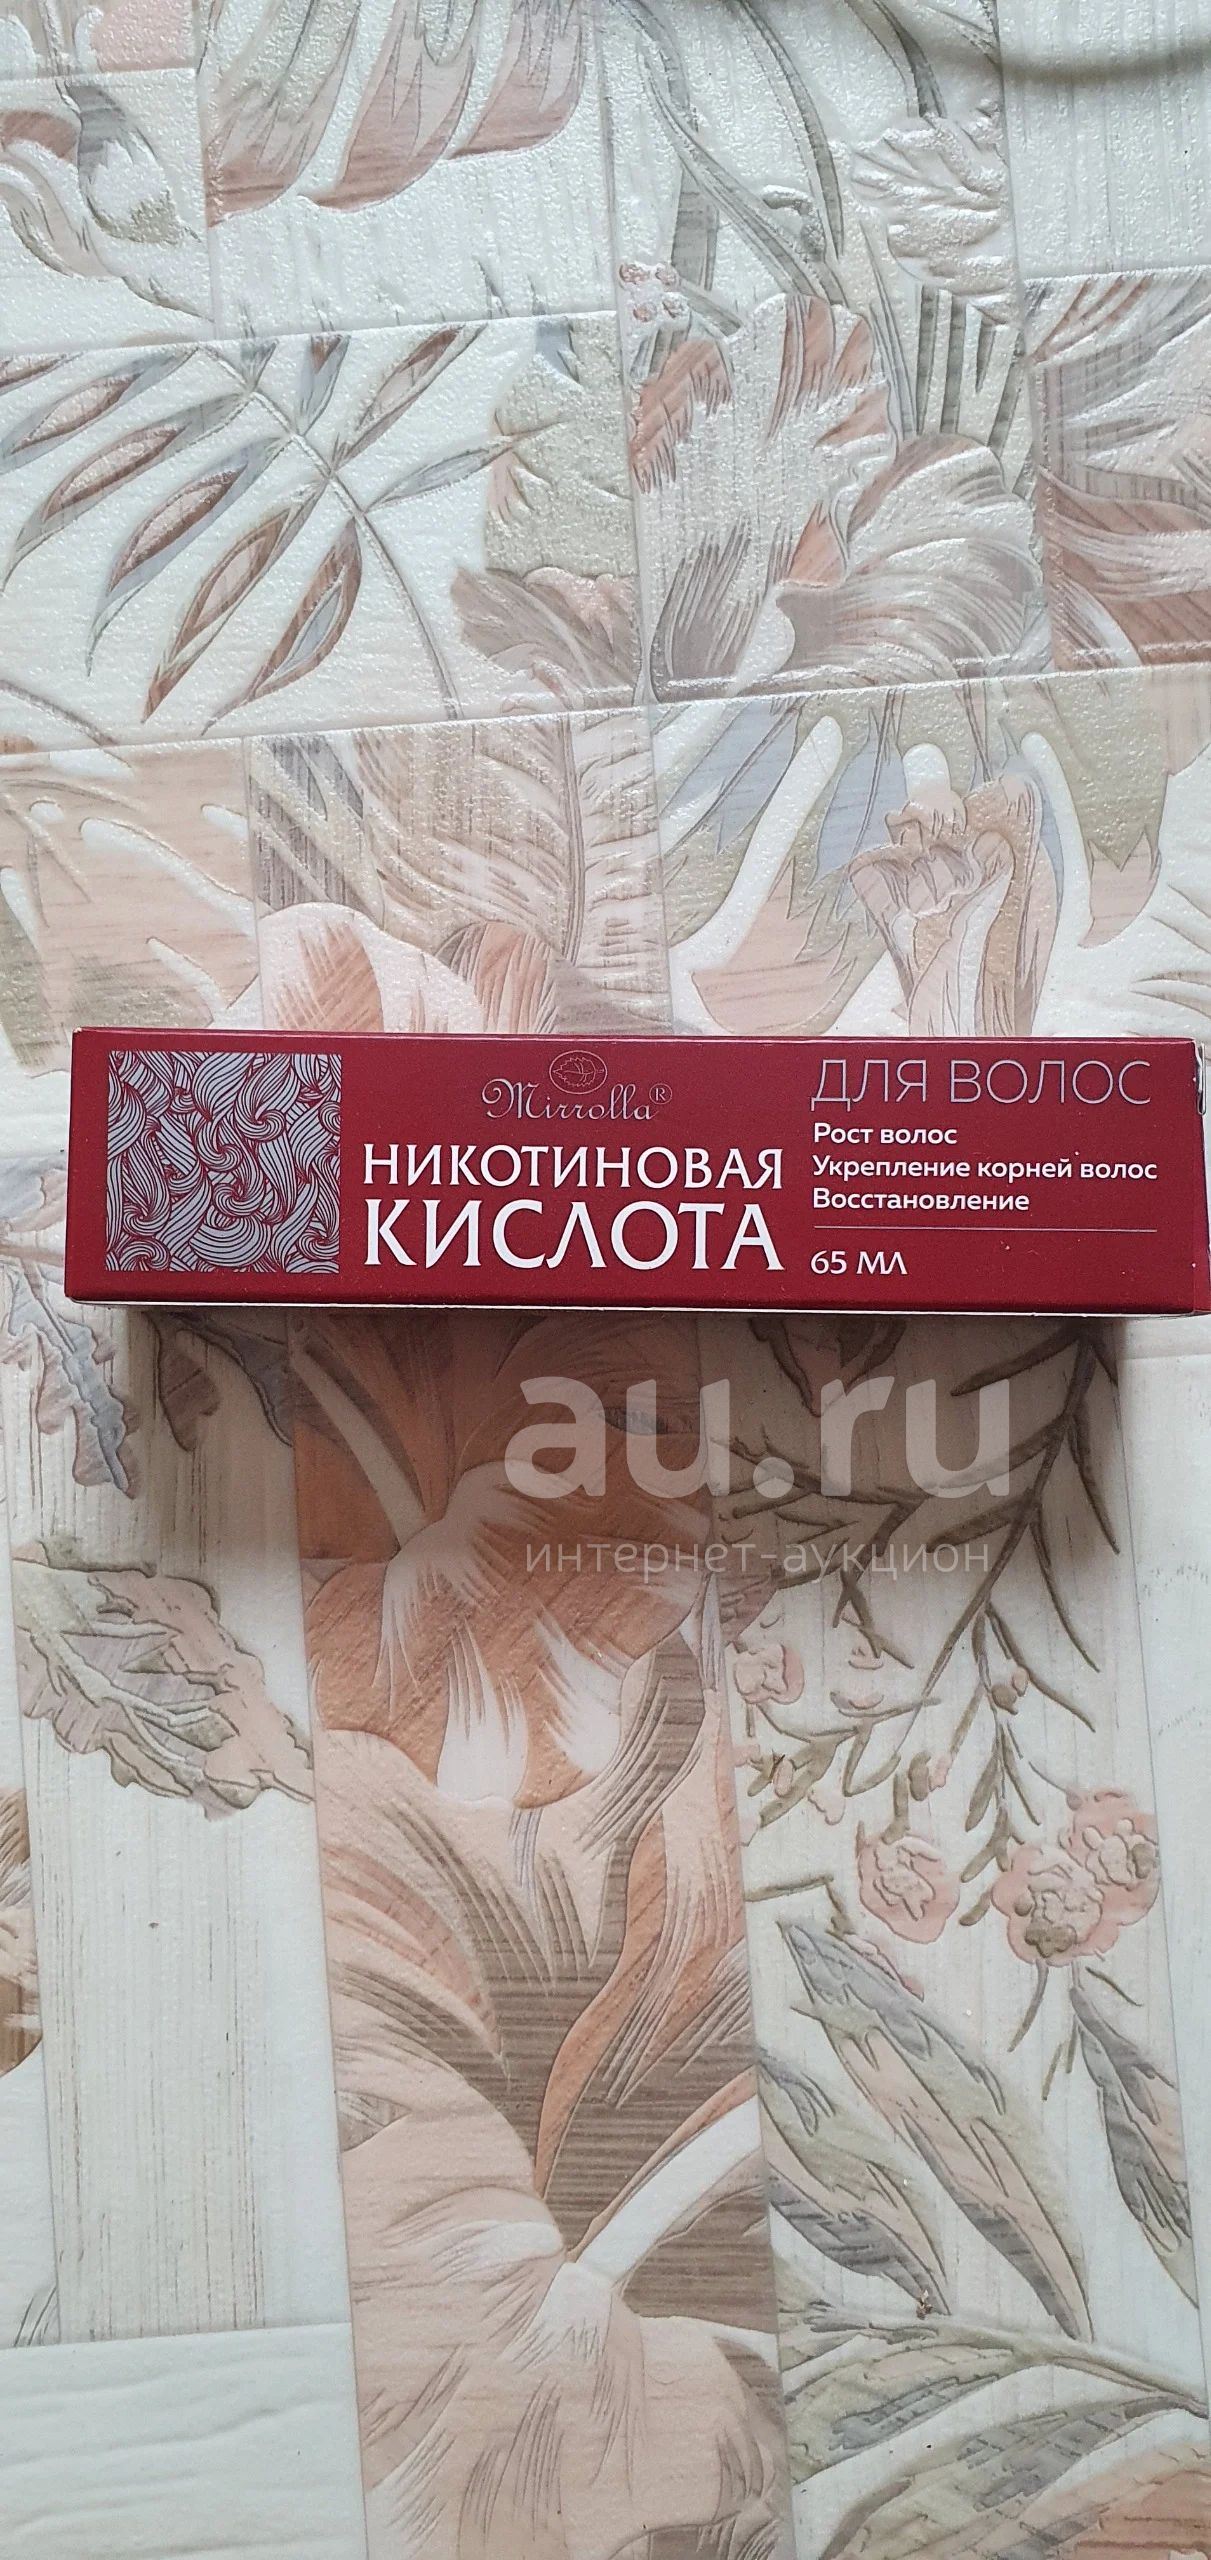 Mirrolla®
НИКОТИНОВАЯ
КИСЛОТА
ДЛЯ ВОЛОС
Рост волос
Укрепление корней волос
Восстановление
65 МЛ
au.ru
интернет-аукцион